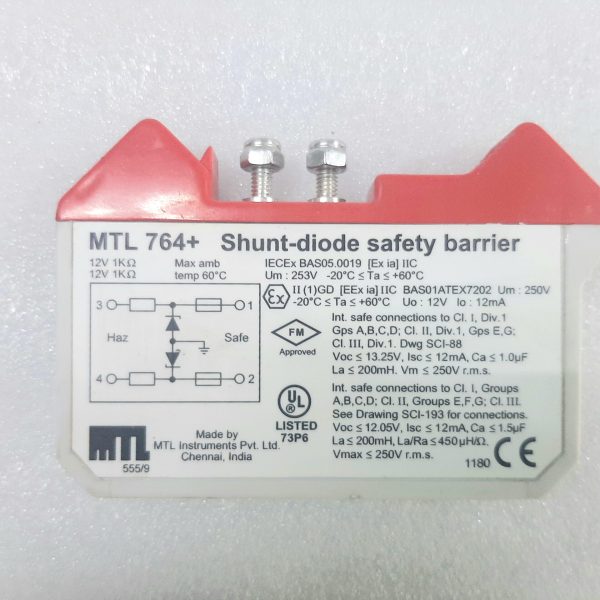 MTL 764+ Shunt-diode safety barrier
12V 1KΩ Max amb IECEx BAS05.0019 [Ex ia] IIC
12V 1KΩ temp 60°C Um : 253V -20°C ≤ Ta ≤ +60°C
Ex II (1)GD [EEx ia] IIC BAS01ATEX7202 Um : 250V
-20°C ≤ Ta ≤ +60°C Uo : 12V Io : 12mA
3 1
Haz Safe
4 2
FM
Approved
Int. safe connections to Cl. I, Div.1
Gps A,B,C,D; Cl. II, Div.1, Gps E,G;
Cl. III, Div.1. Dwg SCI-88
Voc ≤ 13.25V, Isc ≤ 12mA, Ca ≤ 1.0µF
La ≤ 200mH. Vm ≤ 250V r.m.s.
UL
LISTED
73P6
Int. safe connections to Cl. I, Groups
A,B,C,D; Cl. II, Groups E,F,G; Cl. III.
See Drawing SCI-193 for connections.
Voc ≤ 12.05V, Isc ≤ 12mA, Ca ≤ 1.5µF
La ≤ 200mH, La/Ra ≤ 450µH/Ω.
Vmax ≤ 250V r.m.s.
1180 CE
MTL
555/9
Made by
MTL Instruments Pvt. Ltd.
Chennai, India